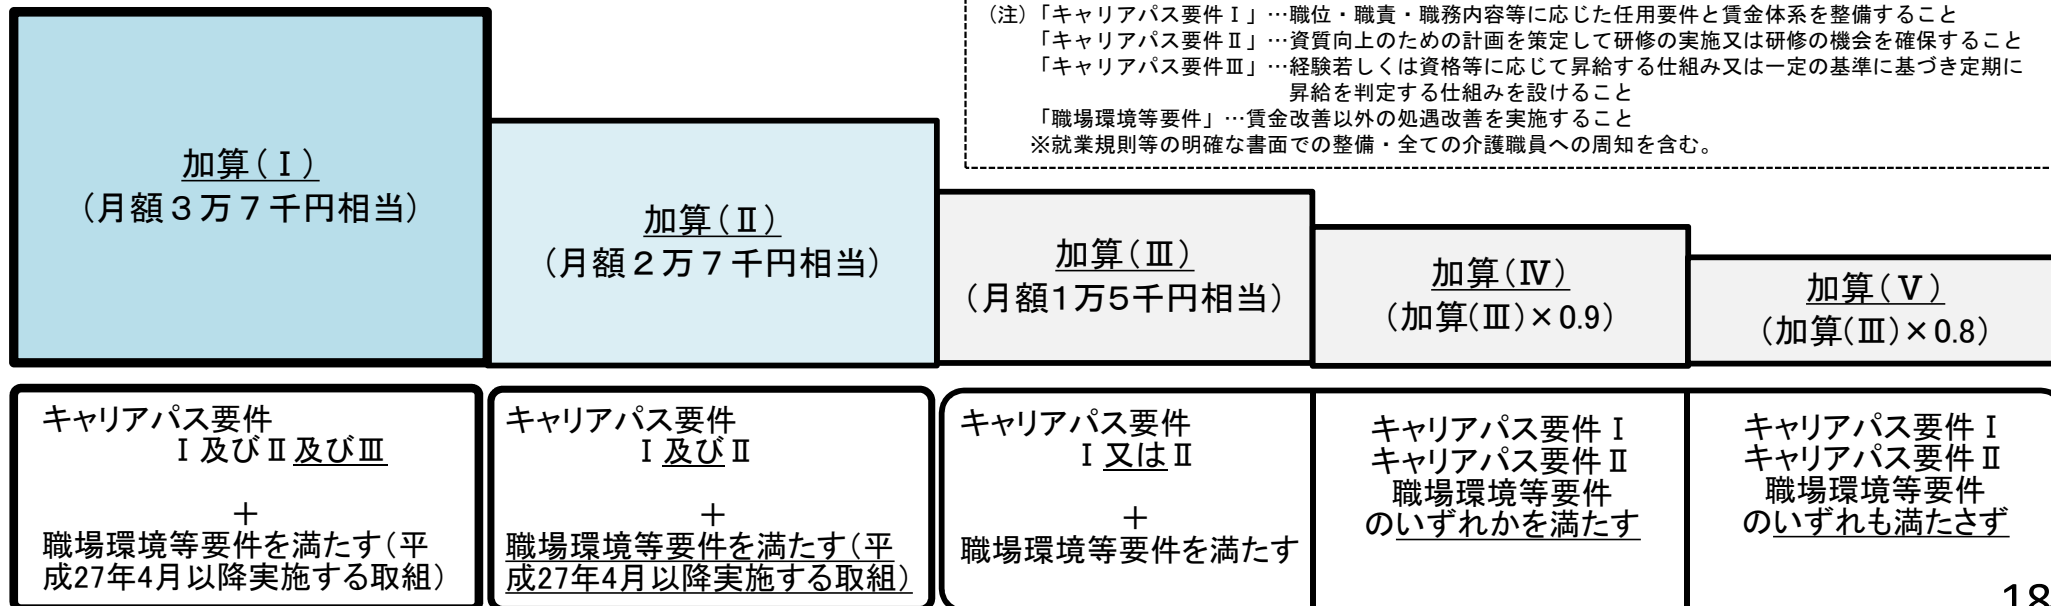 (注)「キャリアパス要件Ⅰ」…職位・職責・職務内容等に応じた任用要件と賃金体系を整備すること
「キャリアパス要件Ⅱ」…資質向上のための計画を策定して研修の実施又は研修の機会を確保すること
「キャリアパス要件Ⅲ」…経験若しくは資格等に応じて昇給する仕組み又は一定の基準に基づき定期に
昇給を判定する仕組みを設けること
「職場環境等要件」…賃金改善以外の処遇改善を実施すること
※就業規則等の明確な書面での整備・全ての介護職員への周知を含む。
加算(Ⅰ)
(月額3万7千円相当)
加算(Ⅱ)
(月額2万7千円相当)
加算(Ⅲ)
(月額1万5千円相当)
加算(Ⅳ)
(加算(Ⅲ)×0.9)
加算(Ⅴ)
(加算(Ⅲ)×0.8)
キャリアパス要件
Ⅰ及びⅡ及びⅢ
+
職場環境等要件を満たす(平
成27年4月以降実施する取組)
キャリアパス要件
Ⅰ及びⅡ
+
職場環境等要件を満たす(平
成27年4月以降実施する取組)
キャリアパス要件
Ⅰ又はⅡ
+
職場環境等要件を満たす
キャリアパス要件Ⅰ
キャリアパス要件Ⅱ
職場環境等要件
のいずれかを満たす
キャリアパス要件Ⅰ
キャリアパス要件Ⅱ
職場環境等要件
のいずれも満たさず
18